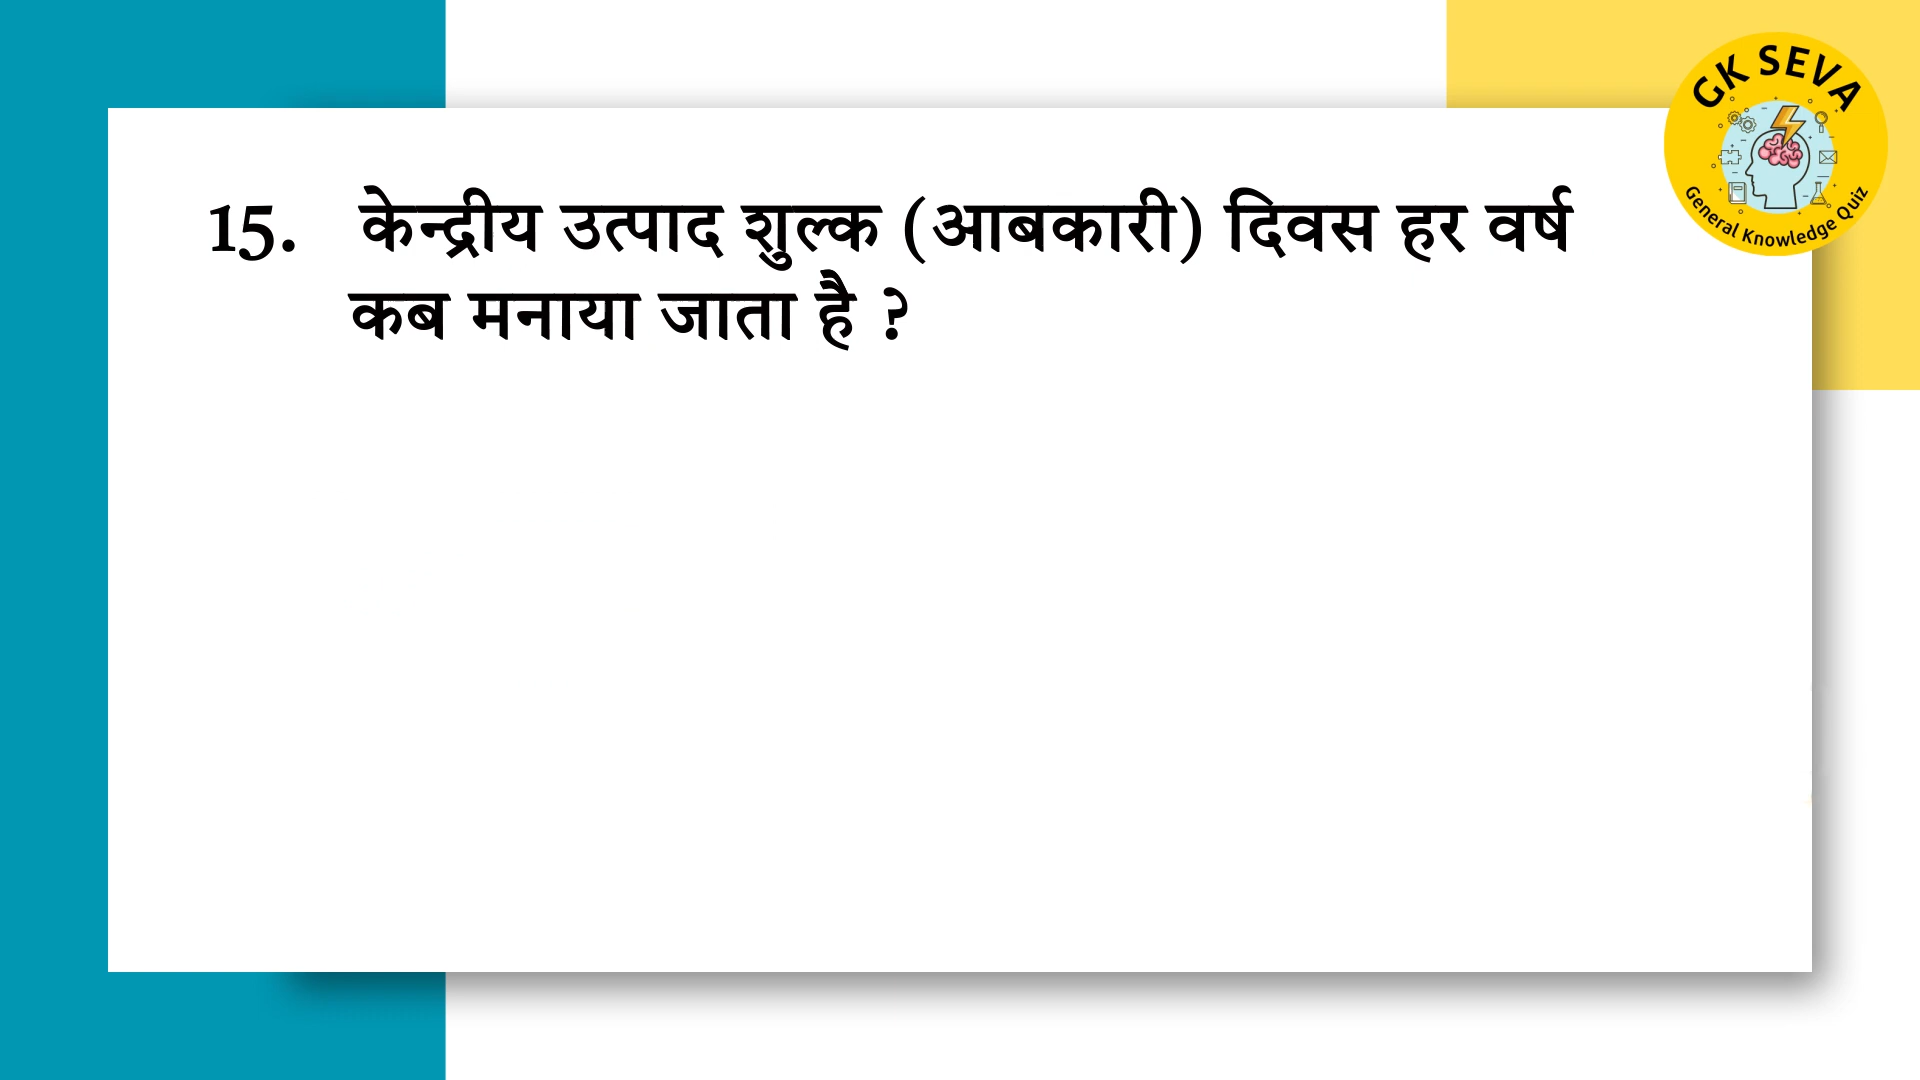 GK SEVA
General Knowledge Quiz
15. केन्द्रीय उत्पाद शुल्क (आबकारी) दिवस हर वर्ष
कब मनाया जाता है ?